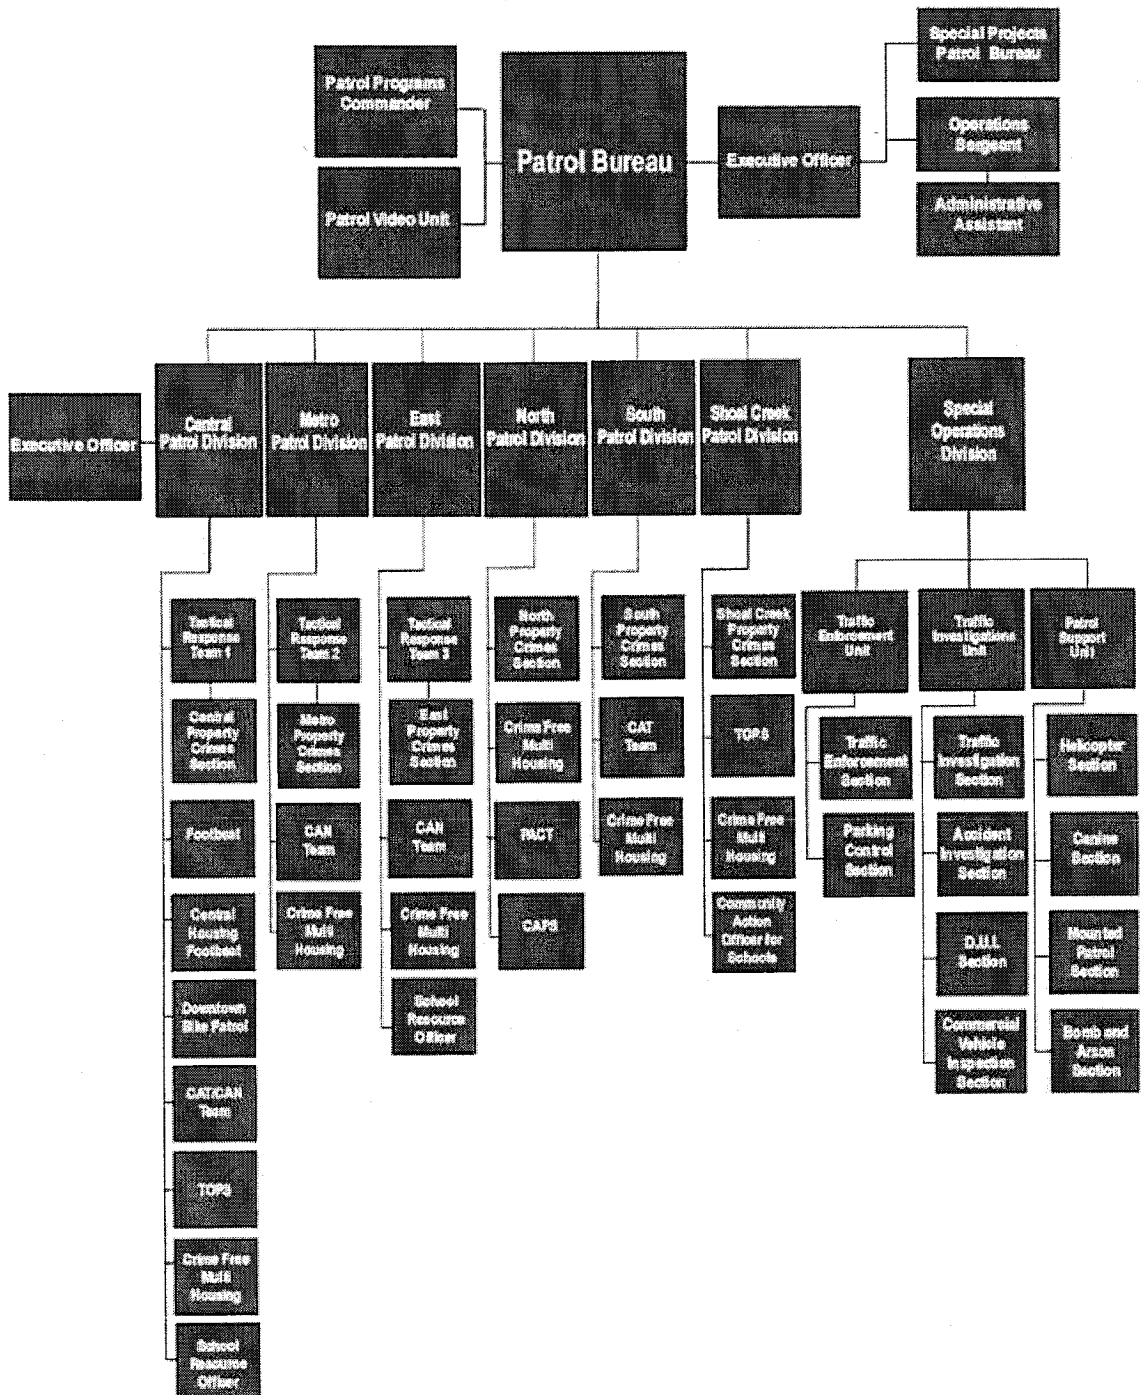 Special Projects
Patrol Bureau
Patrol Programs
Commander
Patrol Bureau
Executive Officer
Operations
Sergeant
Patrol Video Unit
Administrative
Assistant
Executive Officer
Central
Patrol Division
Metro
Patrol Division
East
Patrol Division
North
Patrol Division
South
Patrol Division
Shoal Creek
Patrol Division
Special
Operations
Division
Tactical
Response
Team 1
Central
Property
Crimes
Section
Footbeat
Central
Housing
Footbeat
Downtown
Bike Patrol
CAT/CAN
Team
TOPS
Crime Free
Multi
Housing
School
Resource
Officer
Tactical
Response
Team 2
Metro
Property
Crimes
Section
CAN
Team
Crime Free
Multi
Housing
Tactical
Response
Team 3
East
Property
Crimes
Section
CAN
Team
Crime Free
Multi
Housing
School
Resource
Officer
North
Property
Crimes
Section
Crime Free
Multi
Housing
PACT
CAPS
South
Property
Crimes
Section
CAT
Team
Crime Free
Multi
Housing
Shoal Creek
Property
Crimes
Section
TOPS
Crime Free
Multi
Housing
Community
Action
Officer for
Schools
Traffic
Enforcement
Unit
Traffic
Enforcement
Section
Parking
Control
Section
Traffic
Investigations
Unit
Traffic
Investigation
Section
Accident
Investigation
Section
D.U.I.
Section
Commercial
Vehicle
Inspection
Section
Patrol
Support
Unit
Helicopter
Section
Canine
Section
Mounted
Patrol
Section
Bomb and
Arson
Section